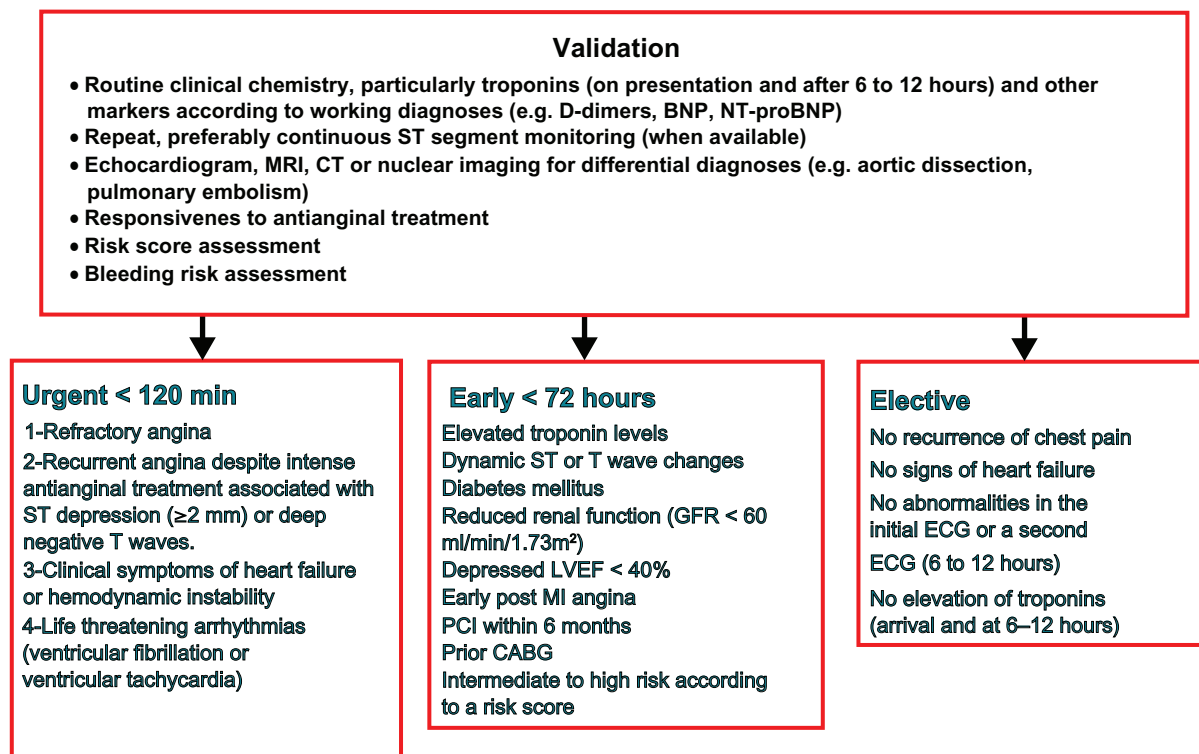 Validation
• Routine clinical chemistry, particularly troponins (on presentation and after 6 to 12 hours) and other
markers according to working diagnoses (e.g. D-dimers, BNP, NT-proBNP)
• Repeat, preferably continuous ST segment monitoring (when available)
• Echocardiogram, MRI, CT or nuclear imaging for differential diagnoses (e.g. aortic dissection,
pulmonary embolism)
• Responsivenes to antianginal treatment
• Risk score assessment
• Bleeding risk assessment
Urgent < 120 min
1-Refractory angina
2-Recurrent angina despite intense
antianginal treatment associated with
ST depression (≥2 mm) or deep
negative T waves.
3-Clinical symptoms of heart failure
or hemodynamic instability
4-Life threatening arrhythmias
(ventricular fibrillation or
ventricular tachycardia)
Early < 72 hours
Elevated troponin levels
Dynamic ST or T wave changes
Diabetes mellitus
Reduced renal function (GFR < 60
ml/min/1.73m²)
Depressed LVEF < 40%
Early post MI angina
PCI within 6 months
Prior CABG
Intermediate to high risk according
to a risk score
Elective
No recurrence of chest pain
No signs of heart failure
No abnormalities in the
initial ECG or a second
ECG (6 to 12 hours)
No elevation of troponins
(arrival and at 6–12 hours)